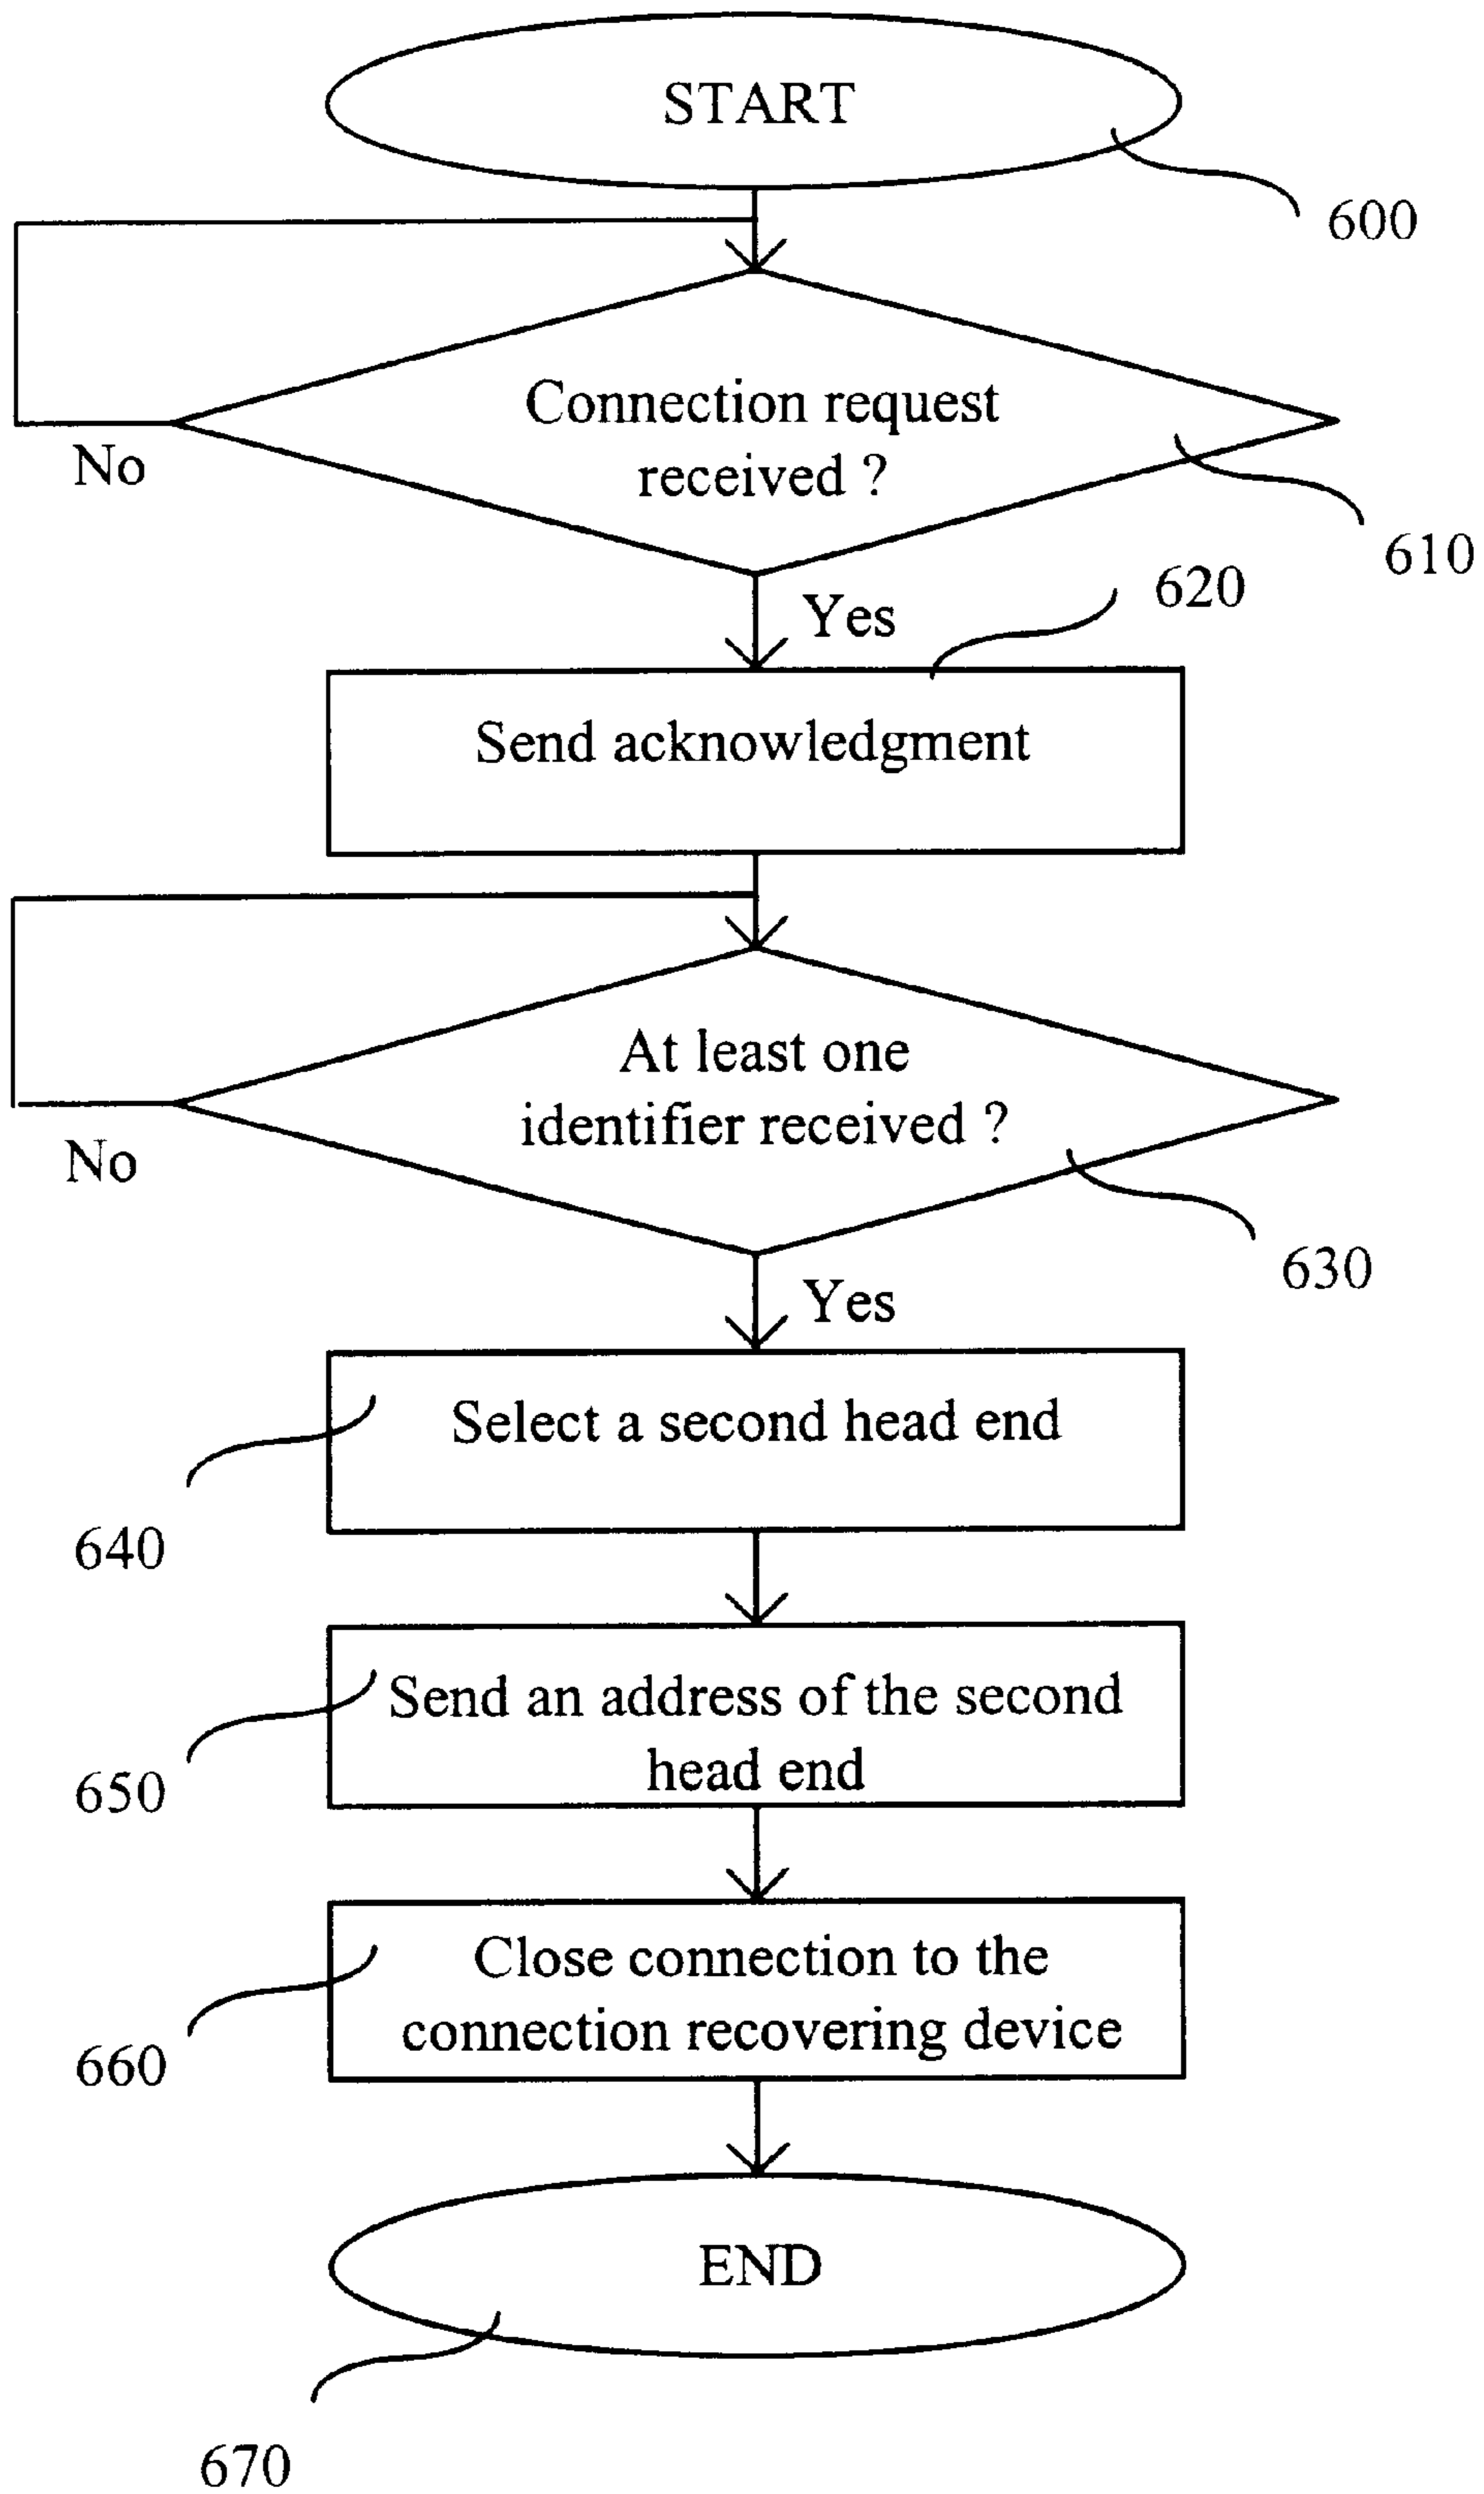 START
600
Connection request
received ?
No
610
620
Yes
Send acknowledgment
At least one
identifier received ?
No
630
Yes
Select a second head end
640
Send an address of the second
head end
650
Close connection to the
connection recovering device
660
END
670